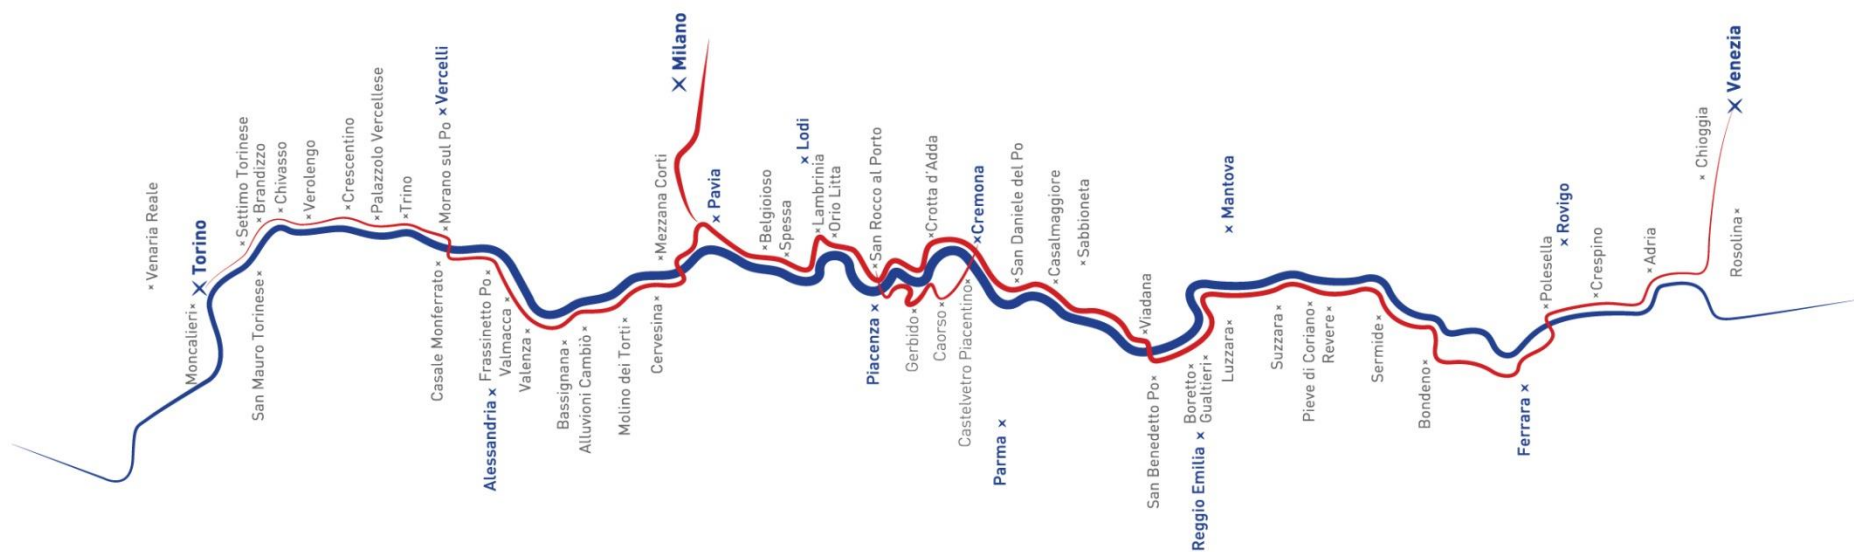 Venaria Reale
Moncalieri
Torino
Settimo Torinese
San Mauro Torinese
Brandizzo
Chivasso
Verolengo
Crescentino
Palazzolo Vercellese
Trino
Casale Monferrato
Morano sul Po
Vercelli
Frassinetto Po
Alessandria
Valmacca
Valenza
Bassignana
Alluvioni Cambiò
Molino dei Torti
Cervesina
Mezzana Corti
Milano
Pavia
Belgioioso
Spessa
Lodi
Lambrinia
Orio Litta
San Rocco al Porto
Piacenza
Gerbido
Crotta d'Adda
Caorso
Castelvetro Piacentino
Cremona
Parma
San Daniele del Po
Casalmaggiore
Sabbioneta
Viadana
San Benedetto Po
Boretto
Reggio Emilia
Gualtieri
Luzzara
Mantova
Suzzara
Pieve di Coriano
Revere
Sermide
Bondeno
Ferrara
Polesella
Rovigo
Crespino
Adria
Chioggia
Rosolina
Venezia